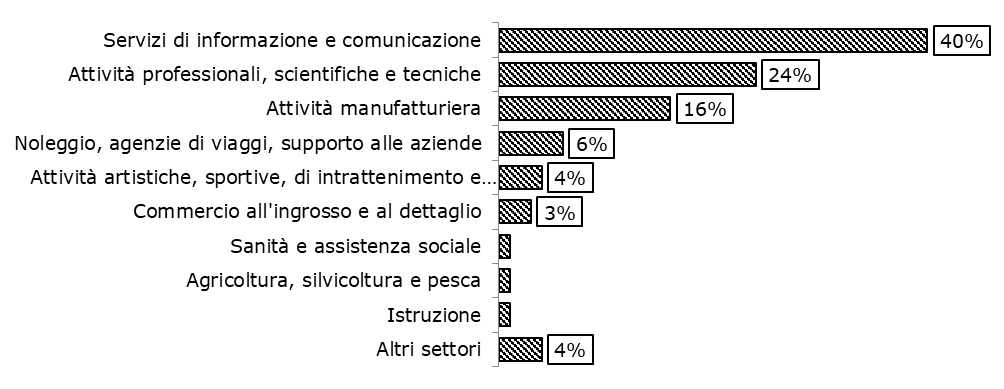 Servizi di informazione e comunicazione 40%
Attività professionali, scientifiche e tecniche 24%
Attività manufatturiera 16%
Noleggio, agenzie di viaggi, supporto alle aziende 6%
Attività artistiche, sportive, di intrattenimento e... 4%
Commercio all'ingrosso e al dettaglio 3%
Sanità e assistenza sociale
Agricoltura, silvicoltura e pesca
Istruzione
Altri settori 4%